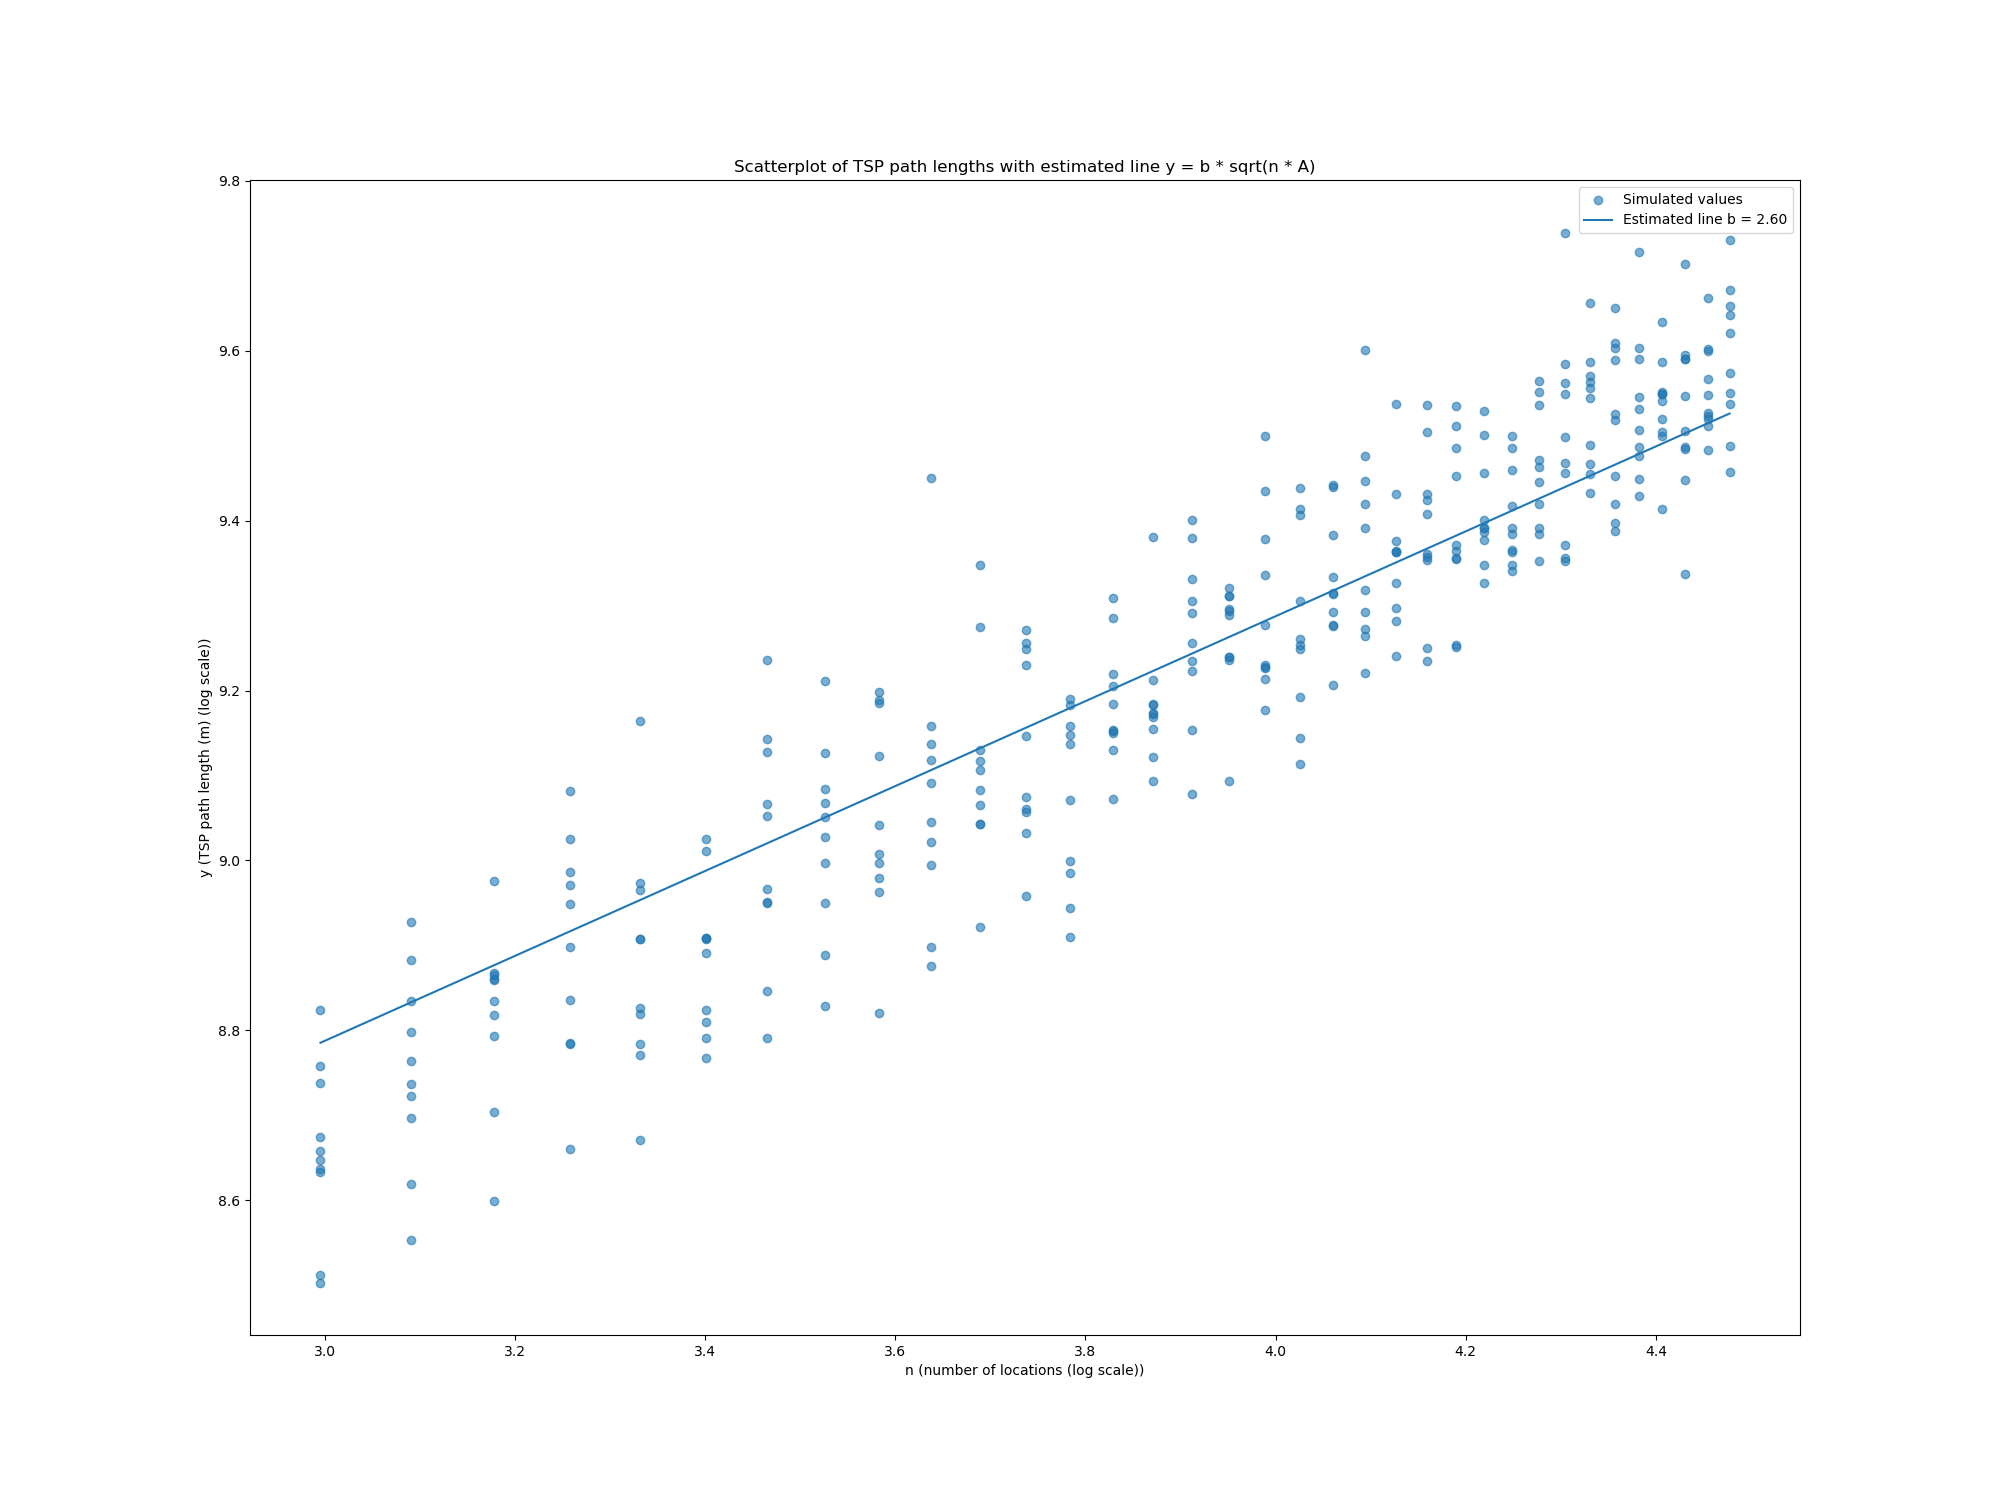 Scatterplot of TSP path lengths with estimated line y = b * sqrt(n * A)
Simulated values
Estimated line b = 2.60
y (TSP path length (m) (log scale))
9.8
9.6
9.4
9.2
9.0
8.8
8.6
3.0 3.2 3.4 3.6 3.8 4.0 4.2 4.4
n (number of locations (log scale))